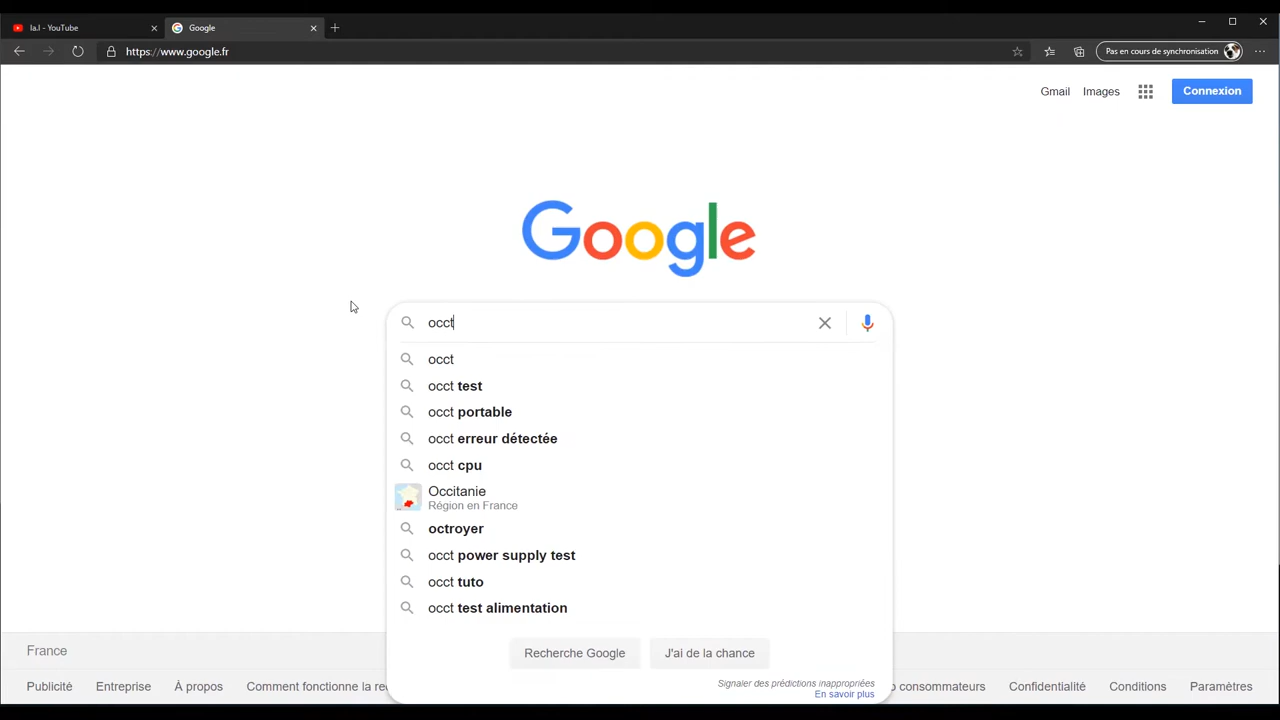 la.l - YouTube
Google
https://www.google.fr
Pas en cours de synchronisation
Gmail
Images
Connexion
Google
occt
occt
occt test
occt portable
occt erreur détectée
occt cpu
Occitanie
Région en France
octroyer
occt power supply test
occt tuto
occt test alimentation
Recherche Google
J'ai de la chance
Signaler des prédictions inappropriées
En savoir plus
France
Publicité
Entreprise
À propos
Comment fonctionne la
consommateurs
Confidentialité
Conditions
Paramètres